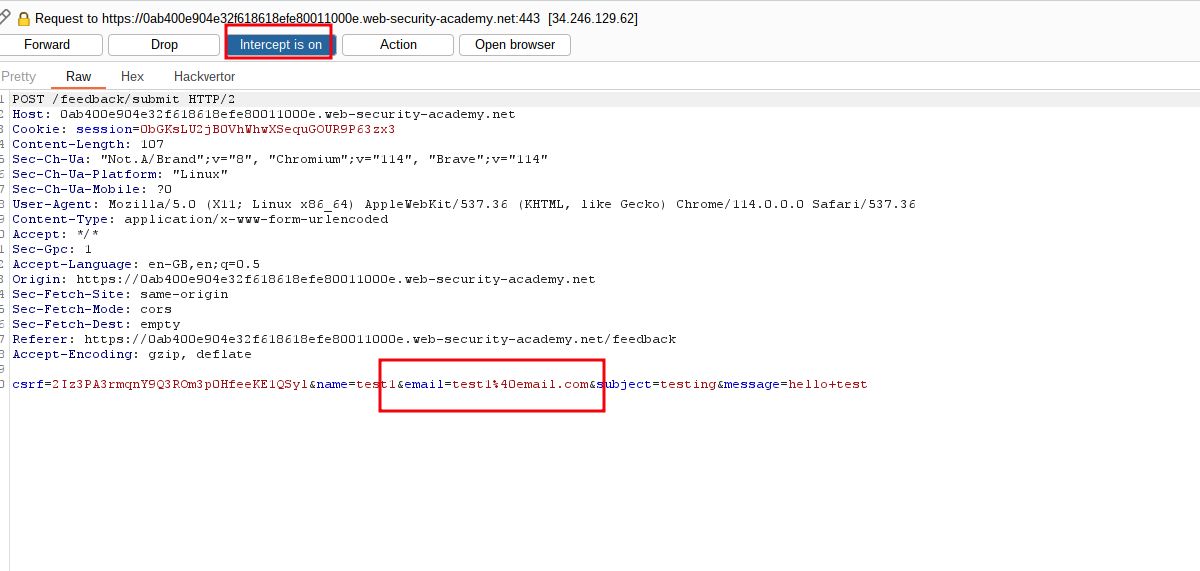 Request to https://0ab400e904e32f618618efe80011000e.web-security-academy.net:443 [34.246.129.62]
Forward Drop Intercept is on Action Open browser
Pretty Raw Hex Hackvertor
1 POST /feedback/submit HTTP/2
2 Host: 0ab400e904e32f618618efe80011000e.web-security-academy.net
3 Cookie: session=0bGKsLU2jB0VhWhwXSequGOUR9P63zx3
4 Content-Length: 107
5 Sec-Ch-Ua: "Not.A/Brand";v="8", "Chromium";v="114", "Brave";v="114"
6 Sec-Ch-Ua-Platform: "Linux"
7 Sec-Ch-Ua-Mobile: ?0
8 User-Agent: Mozilla/5.0 (X11; Linux x86_64) AppleWebKit/537.36 (KHTML, like Gecko) Chrome/114.0.0.0 Safari/537.36
9 Content-Type: application/x-www-form-urlencoded
0 Accept: */*
1 Sec-Gpc: 1
2 Accept-Language: en-GB,en;q=0.5
3 Origin: https://0ab400e904e32f618618efe80011000e.web-security-academy.net
4 Sec-Fetch-Site: same-origin
5 Sec-Fetch-Mode: cors
6 Sec-Fetch-Dest: empty
7 Referer: https://0ab400e904e32f618618efe80011000e.web-security-academy.net/feedback
8 Accept-Encoding: gzip, deflate
9
0 csrf=2Iz3PA3rmqnY9Q3ROm3pOHfeeKE1QSyl&name=test1&email=test1%40email.com&subject=testing&message=hello+test